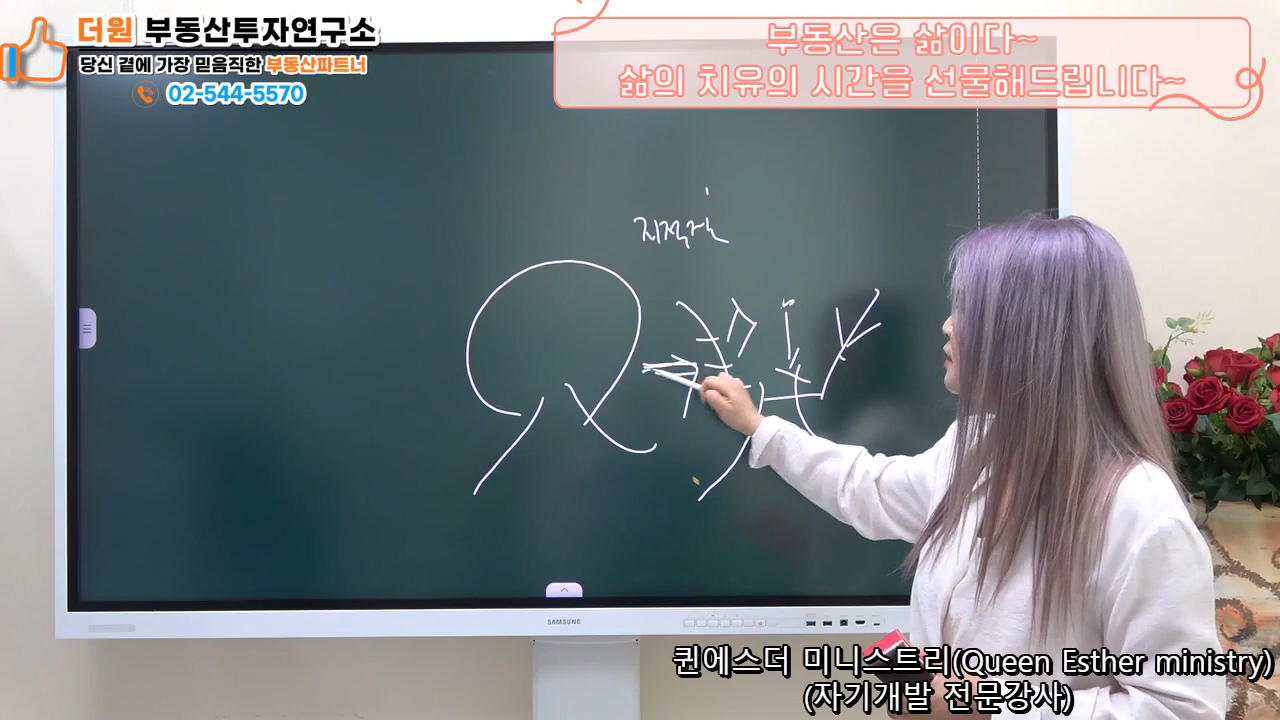 더원 부동산투자연구소
당신 곁에 가장 믿음직한 부동산파트너
02-544-5570
부동산은 삶이다~
삶의 치유의 시간을 선물해드립니다~
SAMSUNG
퀸에스더 미니스트리(Queen Esther ministry)
(자기개발 전문강사)